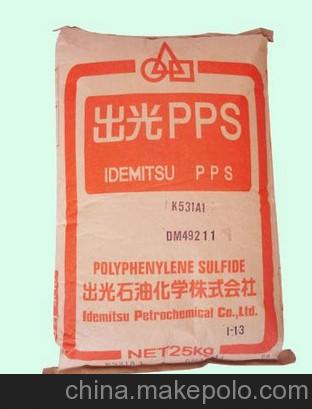 出光PPS
IDEMITSU PPS
K531A1
DM49211
POLYPHENYLENE SULFIDE
出光石油化学株式会社
Idemitsu Petrochemical Co.,Ltd.
1-13
NET25kg
china.makepolo.com